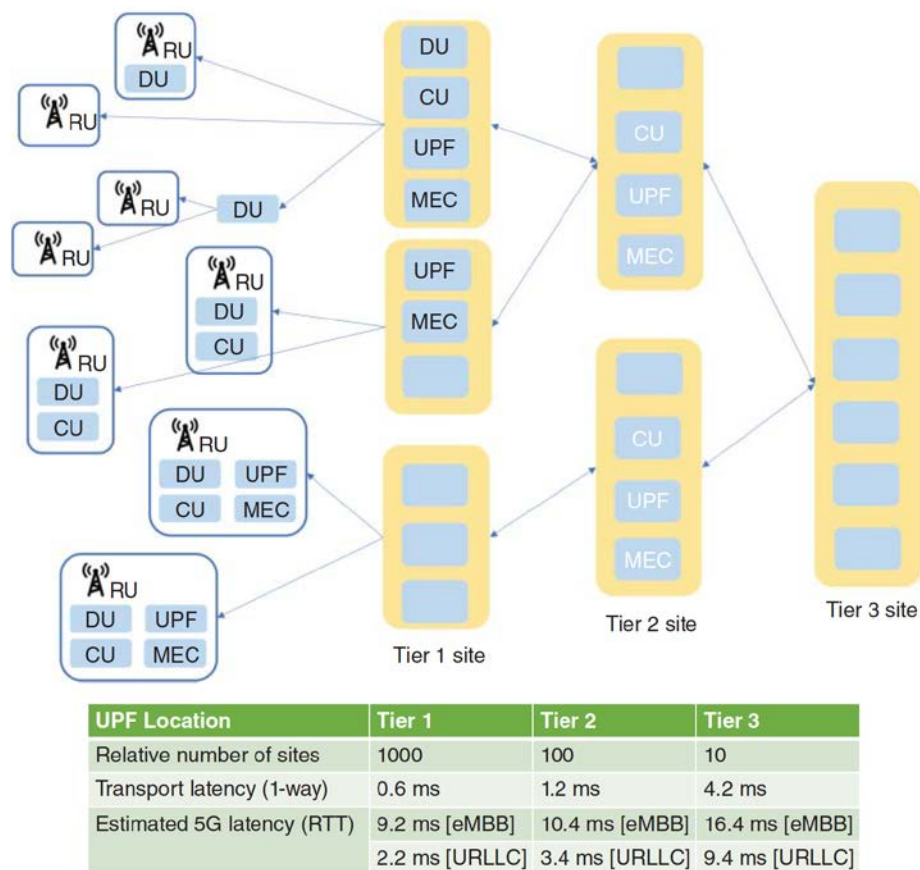 RU
DU
RU
RU
DU
RU
RU
DU
CU
RU
DU
CU
RU
DU UPF
CU MEC
RU
DU UPF
CU MEC
DU
CU
UPF
MEC
UPF
MEC
Tier 1 site
CU
UPF
MEC
CU
UPF
MEC
Tier 2 site
Tier 3 site
UPF Location Tier 1 Tier 2 Tier 3
Relative number of sites 1000 100 10
Transport latency (1-way) 0.6 ms 1.2 ms 4.2 ms
Estimated 5G latency (RTT) 9.2 ms [eMBB] 10.4 ms [eMBB] 16.4 ms [eMBB]
2.2 ms [URLLC] 3.4 ms [URLLC] 9.4 ms [URLLC]